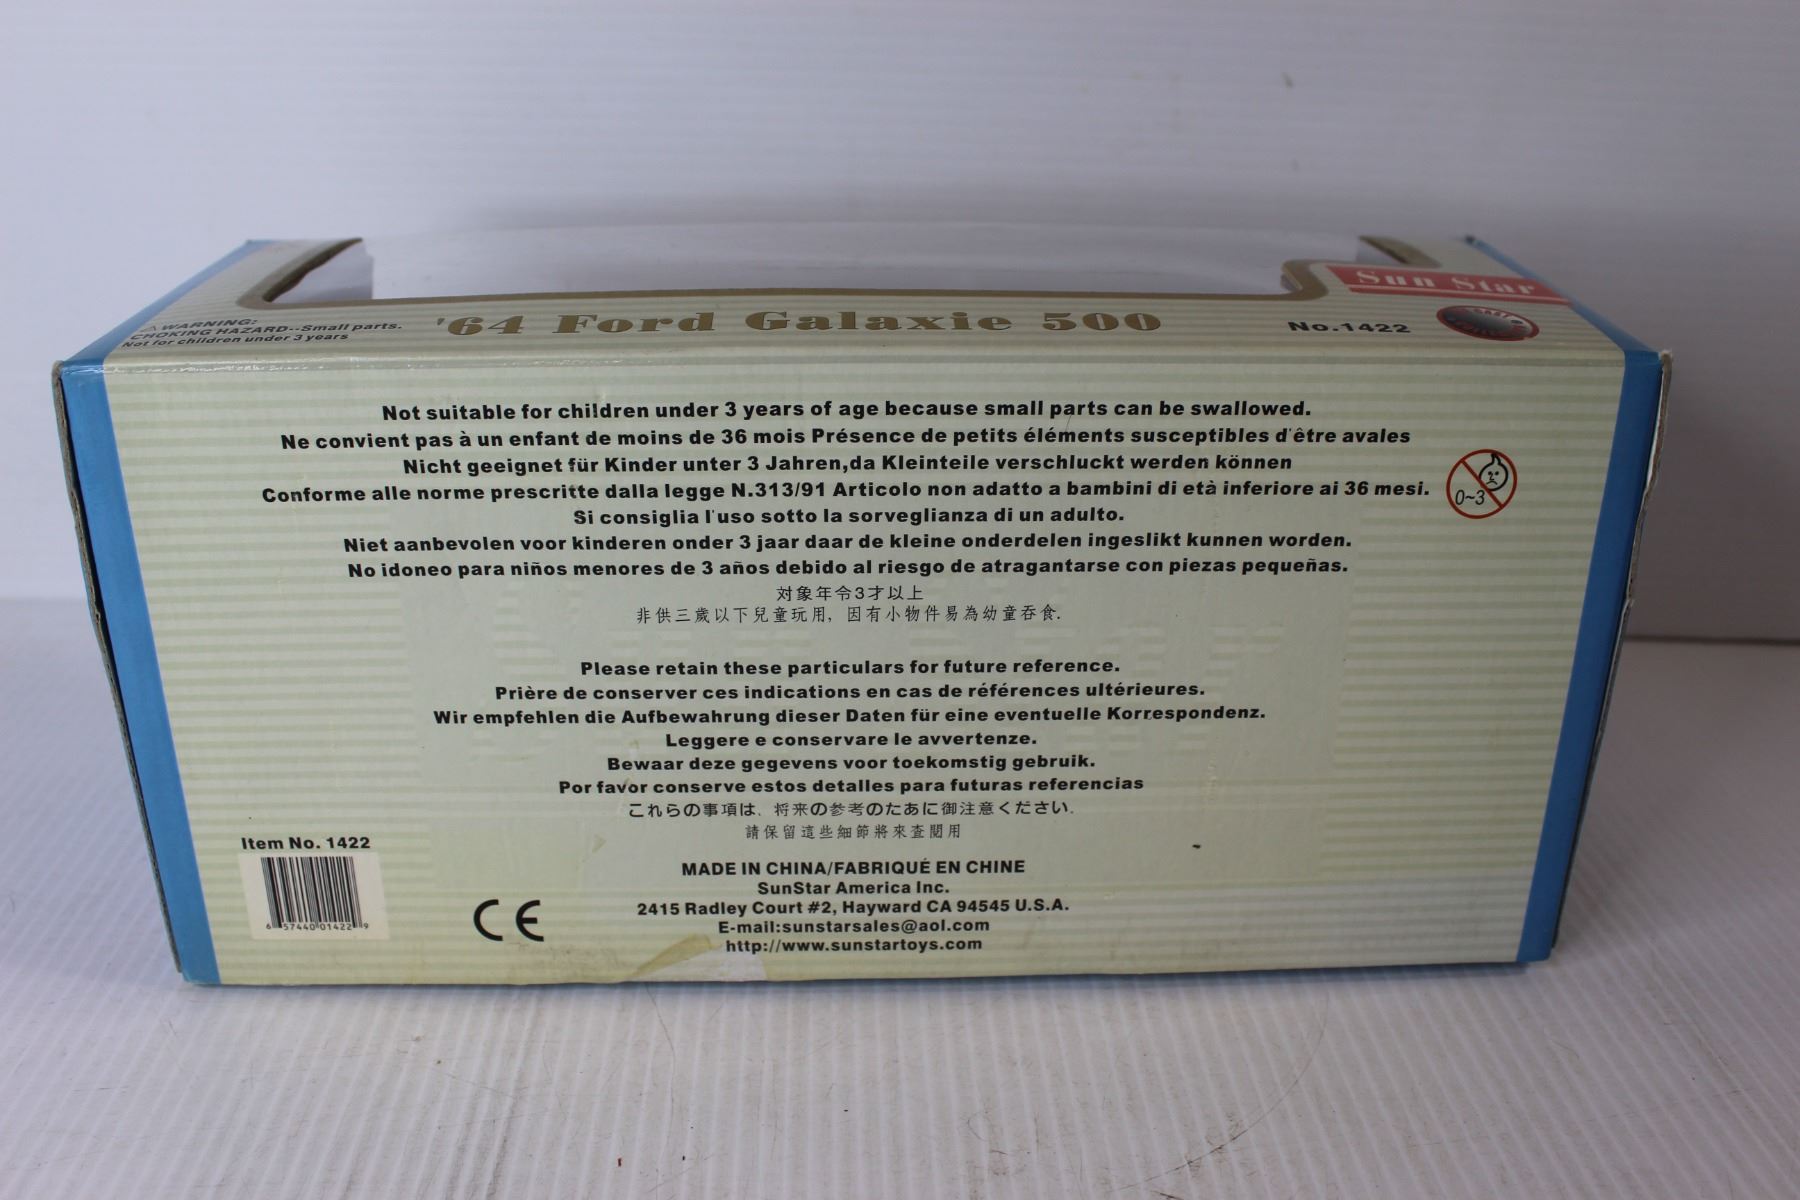 Sun Star
⚠WARNING:
CHOKING HAZARD--Small parts.
Not for children under 3 years
'64 Ford Galaxie 500
No.1422
Not suitable for children under 3 years of age because small parts can be swallowed.
Ne convient pas à un enfant de moins de 36 mois Présence de petits éléments susceptibles d'être avales
Nicht geeignet für Kinder unter 3 Jahren,da Kleinteile verschluckt werden können
Conforme alle norme prescritte dalla legge N.313/91 Articolo non adatto a bambini di età inferiore ai 36 mesi.
0~3
Si consiglia l'uso sotto la sorveglianza di un adulto.
Niet aanbevolen voor kinderen onder 3 jaar daar de kleine onderdelen ingeslikt kunnen worden.
No idoneo para niños menores de 3 años debido al riesgo de atragantarse con piezas pequeñas.
対象年令3才以上
非供三歲以下兒童玩用, 因有小物件易為幼童吞食.
Please retain these particulars for future reference.
Prière de conserver ces indications en cas de références ultérieures.
Wir empfehlen die Aufbewahrung dieser Daten für eine eventuelle Korrespondenz.
Leggere e conservare le avvertenze.
Bewaar deze gegevens voor toekomstig gebruik.
Por favor conserve estos detalles para futuras referencias
これらの事項は、将来の参考のたあに御注意ください.
請保留這些細節將來查閱用
Item No. 1422
6 57440 01422 9
CE
MADE IN CHINA/FABRIQUÉ EN CHINE
SunStar America Inc.
2415 Radley Court #2, Hayward CA 94545 U.S.A.
E-mail:sunstarsales@aol.com
http://www.sunstartoys.com